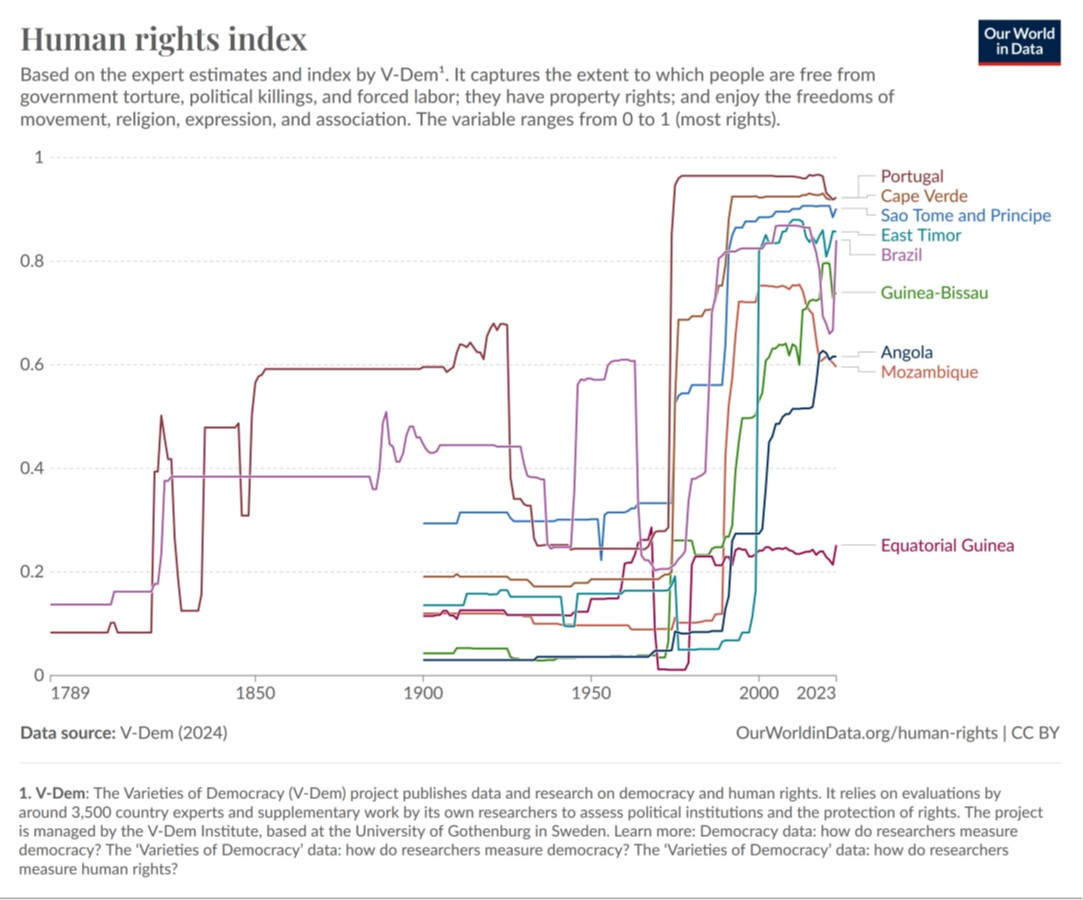 Human rights index
Our World
in Data
Based on the expert estimates and index by V-Dem¹. It captures the extent to which people are free from
government torture, political killings, and forced labor; they have property rights; and enjoy the freedoms of
movement, religion, expression, and association. The variable ranges from 0 to 1 (most rights).
1
0.8
0.6
0.4
0.2
0
Portugal
Cape Verde
Sao Tome and Principe
East Timor
Brazil
Guinea-Bissau
Angola
Mozambique
Equatorial Guinea
1789
1850
1900
1950
2000
2023
Data source: V-Dem (2024)
OurWorldinData.org/human-rights | CC BY
1. V-Dem: The Varieties of Democracy (V-Dem) project publishes data and research on democracy and human rights. It relies on evaluations by
around 3,500 country experts and supplementary work by its own researchers to assess political institutions and the protection of rights. The project
is managed by the V-Dem Institute, based at the University of Gothenburg in Sweden. Learn more: Democracy data: how do researchers measure
democracy? The ‘Varieties of Democracy’ data: how do researchers measure democracy? The ‘Varieties of Democracy’ data: how do researchers
measure human rights?